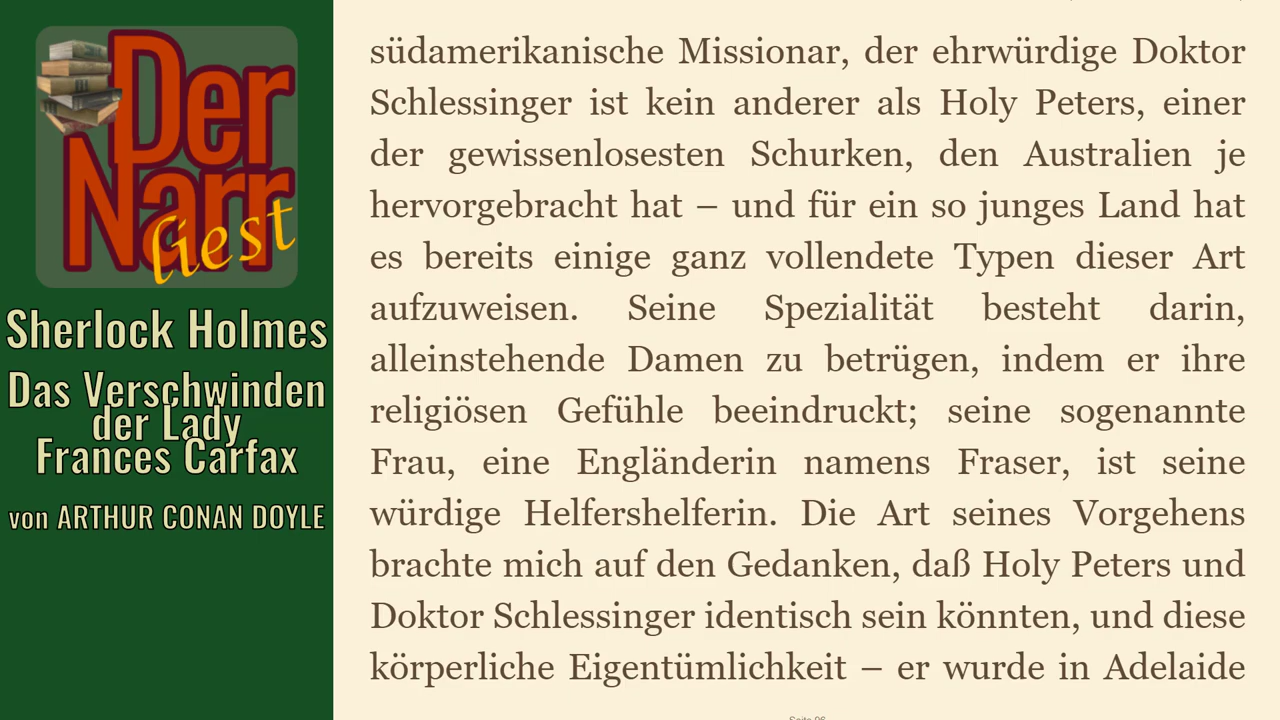 Der
Narr
liest
Sherlock Holmes
Das Verschwinden
der Lady
Frances Carfax
von ARTHUR CONAN DOYLE
südamerikanische Missionar, der ehrwürdige Doktor
Schlessinger ist kein anderer als Holy Peters, einer
der gewissenlosesten Schurken, den Australien je
hervorgebracht hat – und für ein so junges Land hat
es bereits einige ganz vollendete Typen dieser Art
aufzuweisen. Seine Spezialität besteht darin,
alleinstehende Damen zu betrügen, indem er ihre
religiösen Gefühle beeindruckt; seine sogenannte
Frau, eine Engländerin namens Fraser, ist seine
würdige Helfershelferin. Die Art seines Vorgehens
brachte mich auf den Gedanken, daß Holy Peters und
Doktor Schlessinger identisch sein könnten, und diese
körperliche Eigentümlichkeit – er wurde in Adelaide